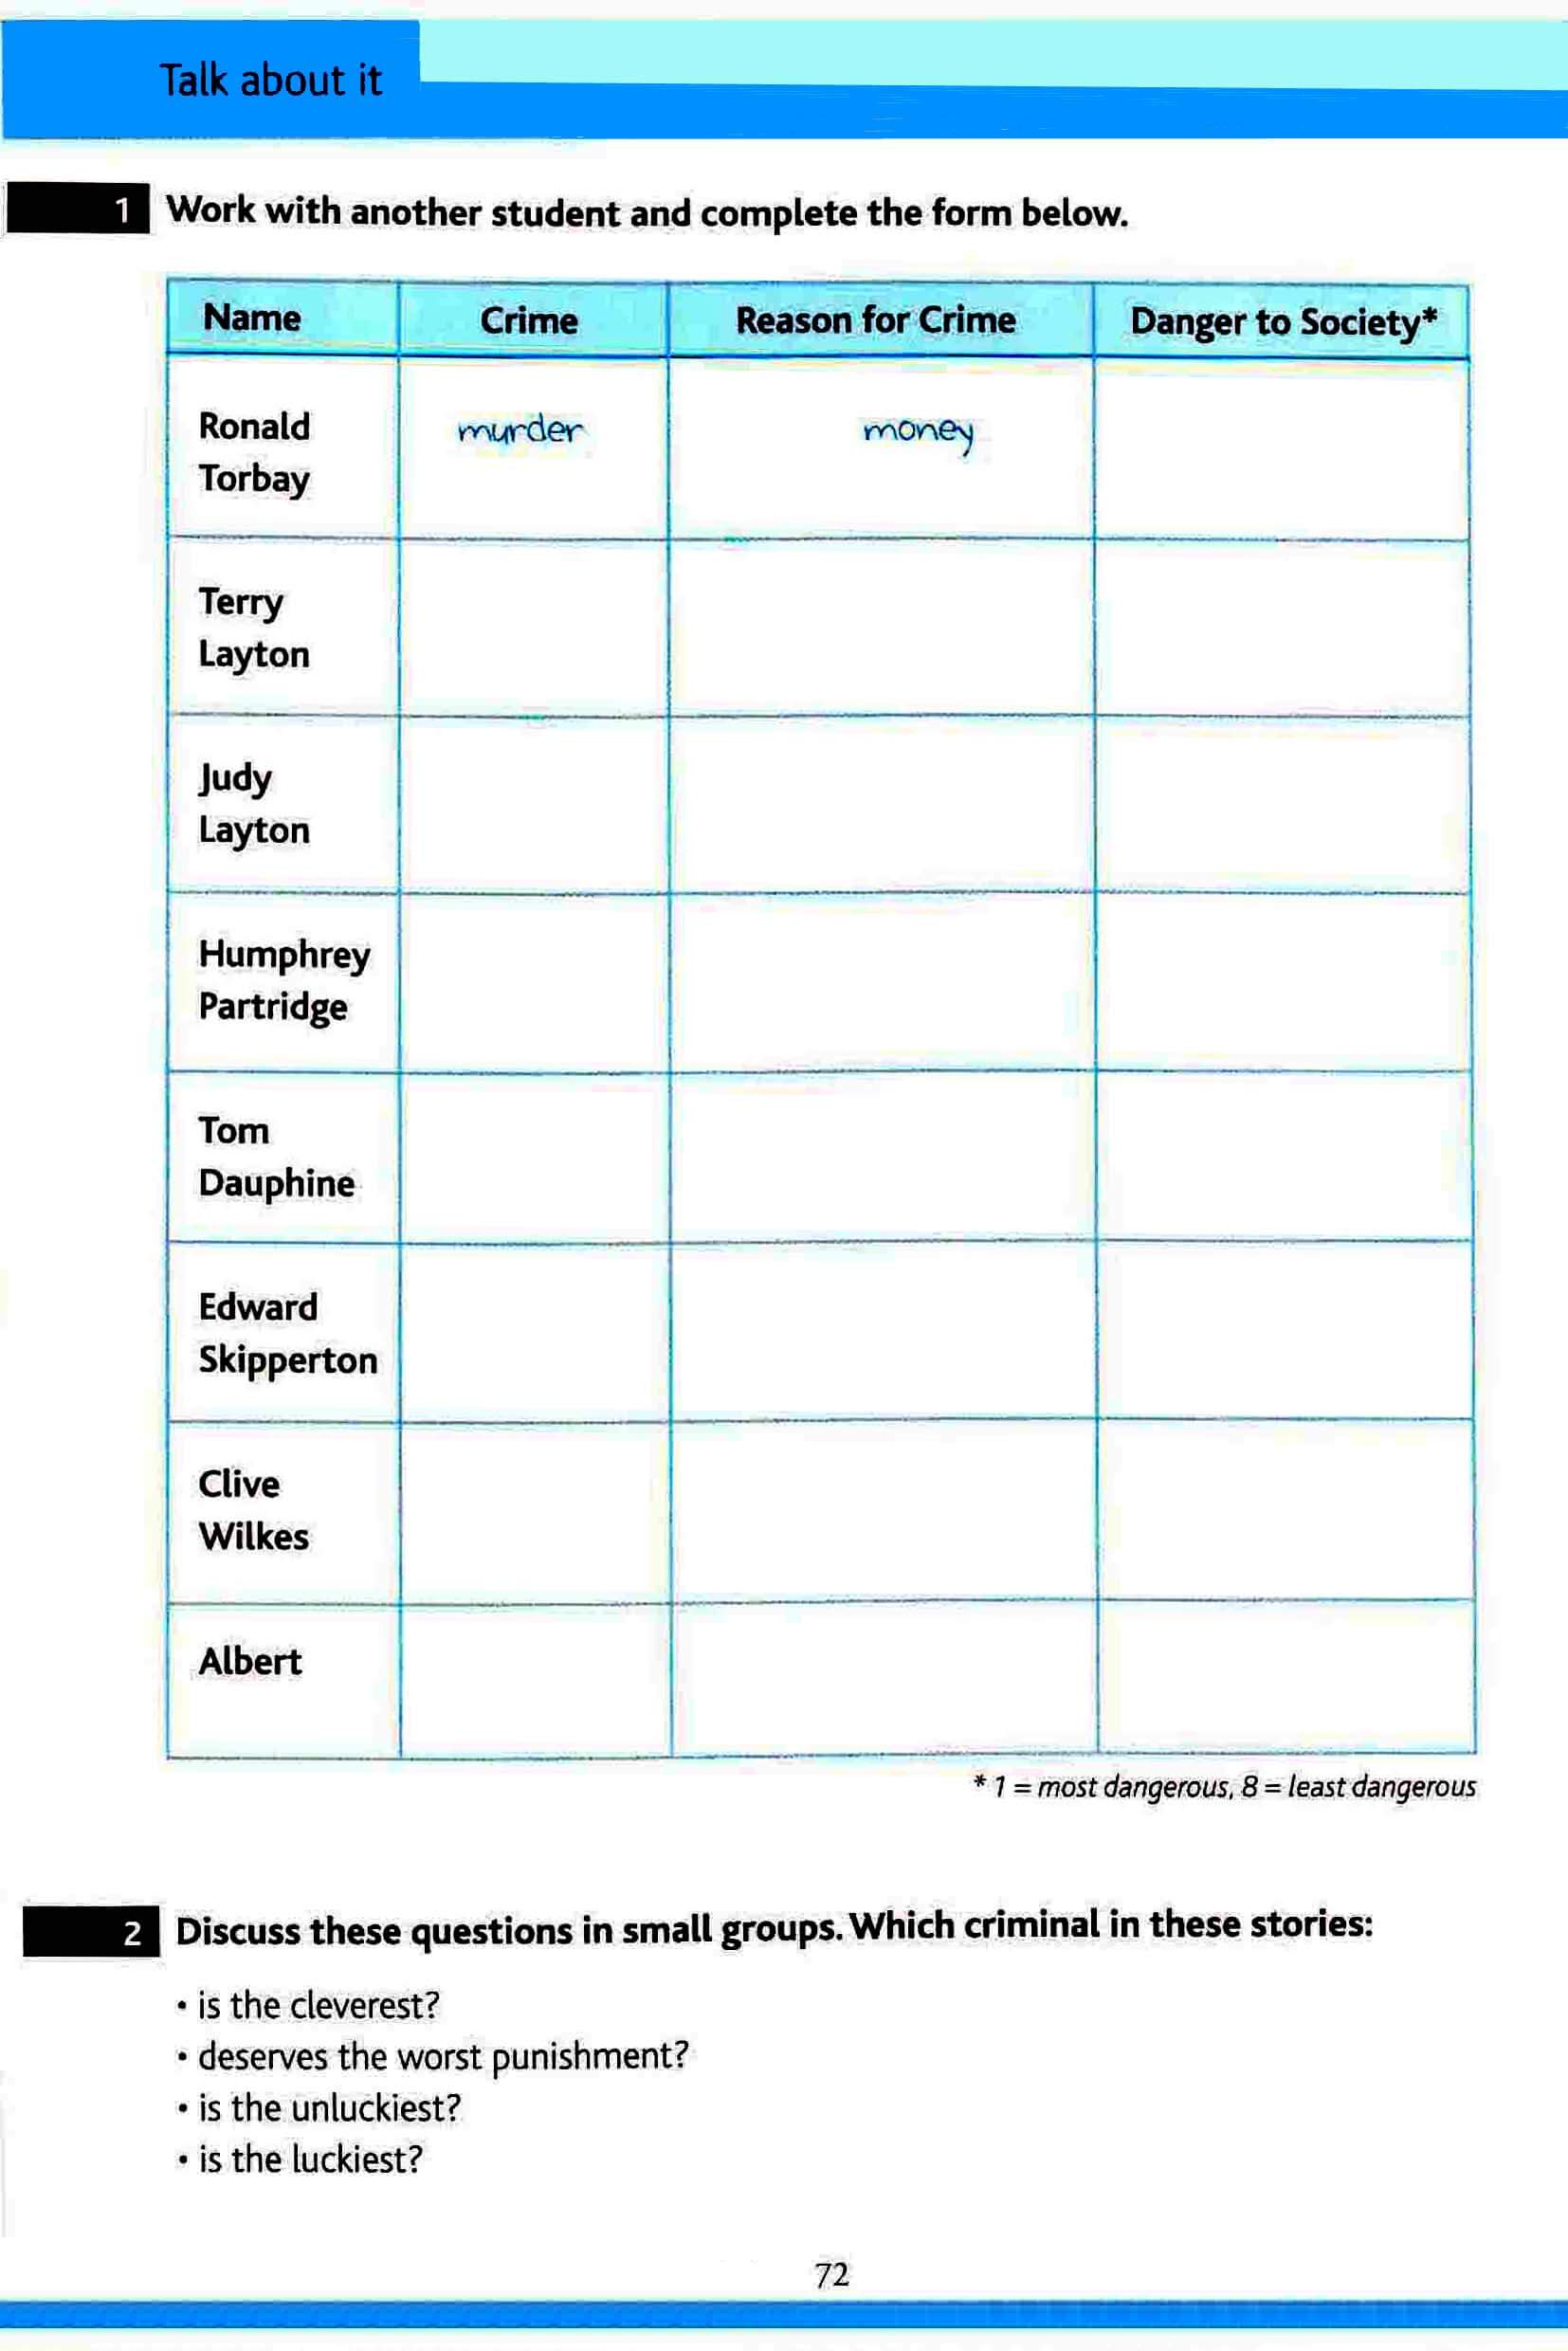 Talk about it
1 Work with another student and complete the form below.
Name Crime Reason for Crime Danger to Society*
Ronald murder money
Torbay
Terry
Layton
Judy
Layton
Humphrey
Partridge
Tom
Dauphine
Edward
Skipperton
Clive
Wilkes
Albert
* 1 = most dangerous, 8 = least dangerous
2 Discuss these questions in small groups. Which criminal in these stories:
• is the cleverest?
• deserves the worst punishment?
• is the unluckiest?
• is the luckiest?
72